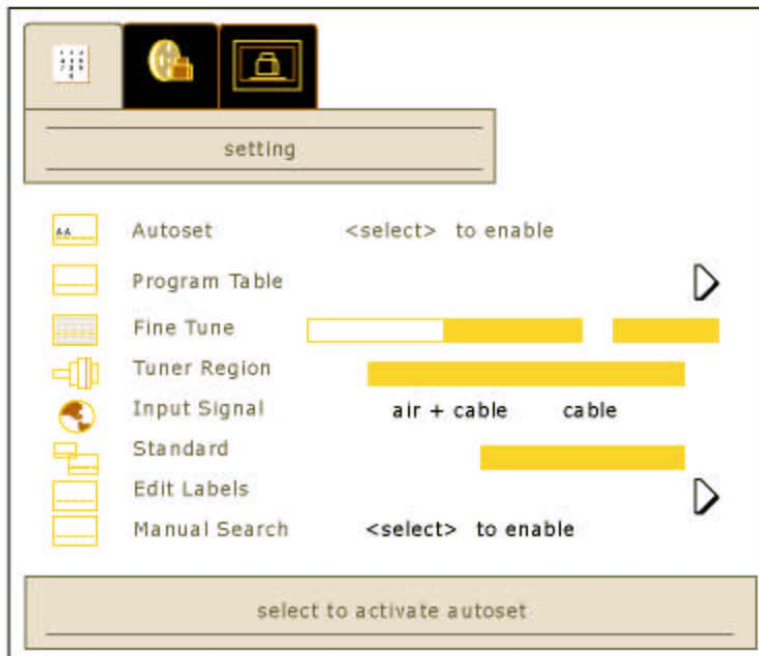 setting
AA Autoset <select> to enable
Program Table
Fine Tune
Tuner Region
Input Signal air + cable cable
Standard
Edit Labels
Manual Search <select> to enable
select to activate autoset